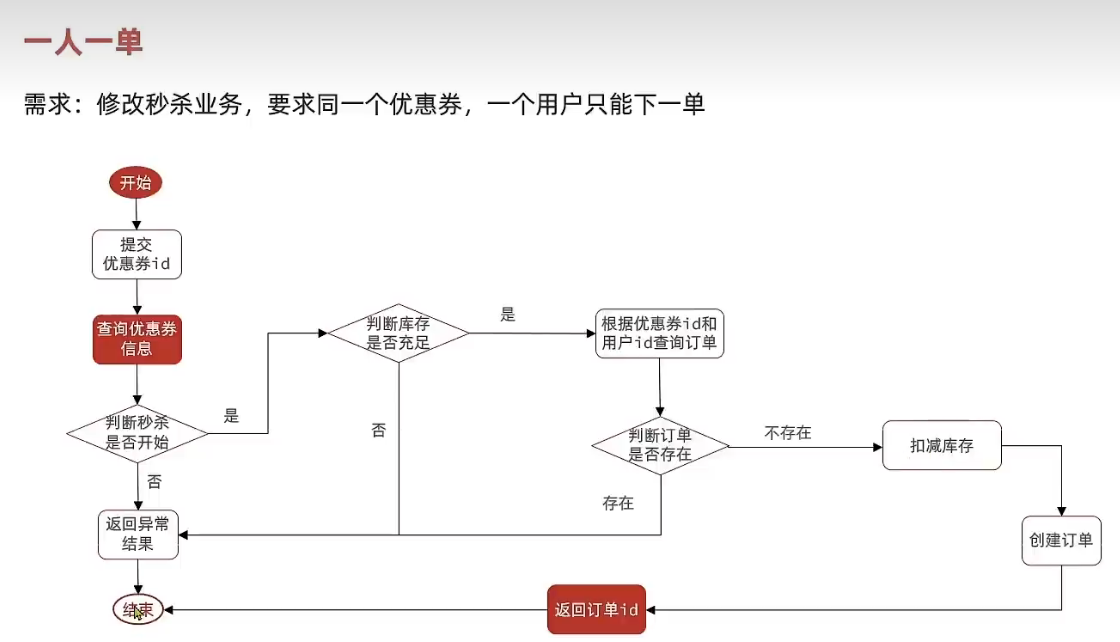 一人一单
需求：修改秒杀业务，要求同一个优惠券，一个用户只能下一单
开始
提交
优惠券id
查询优惠券
信息
判断秒杀
是否开始
是
否
返回异常
结果
结束
判断库存
是否充足
是
否
根据优惠券id和
用户id查询订单
判断订单
是否存在
不存在
存在
扣减库存
创建订单
返回订单id